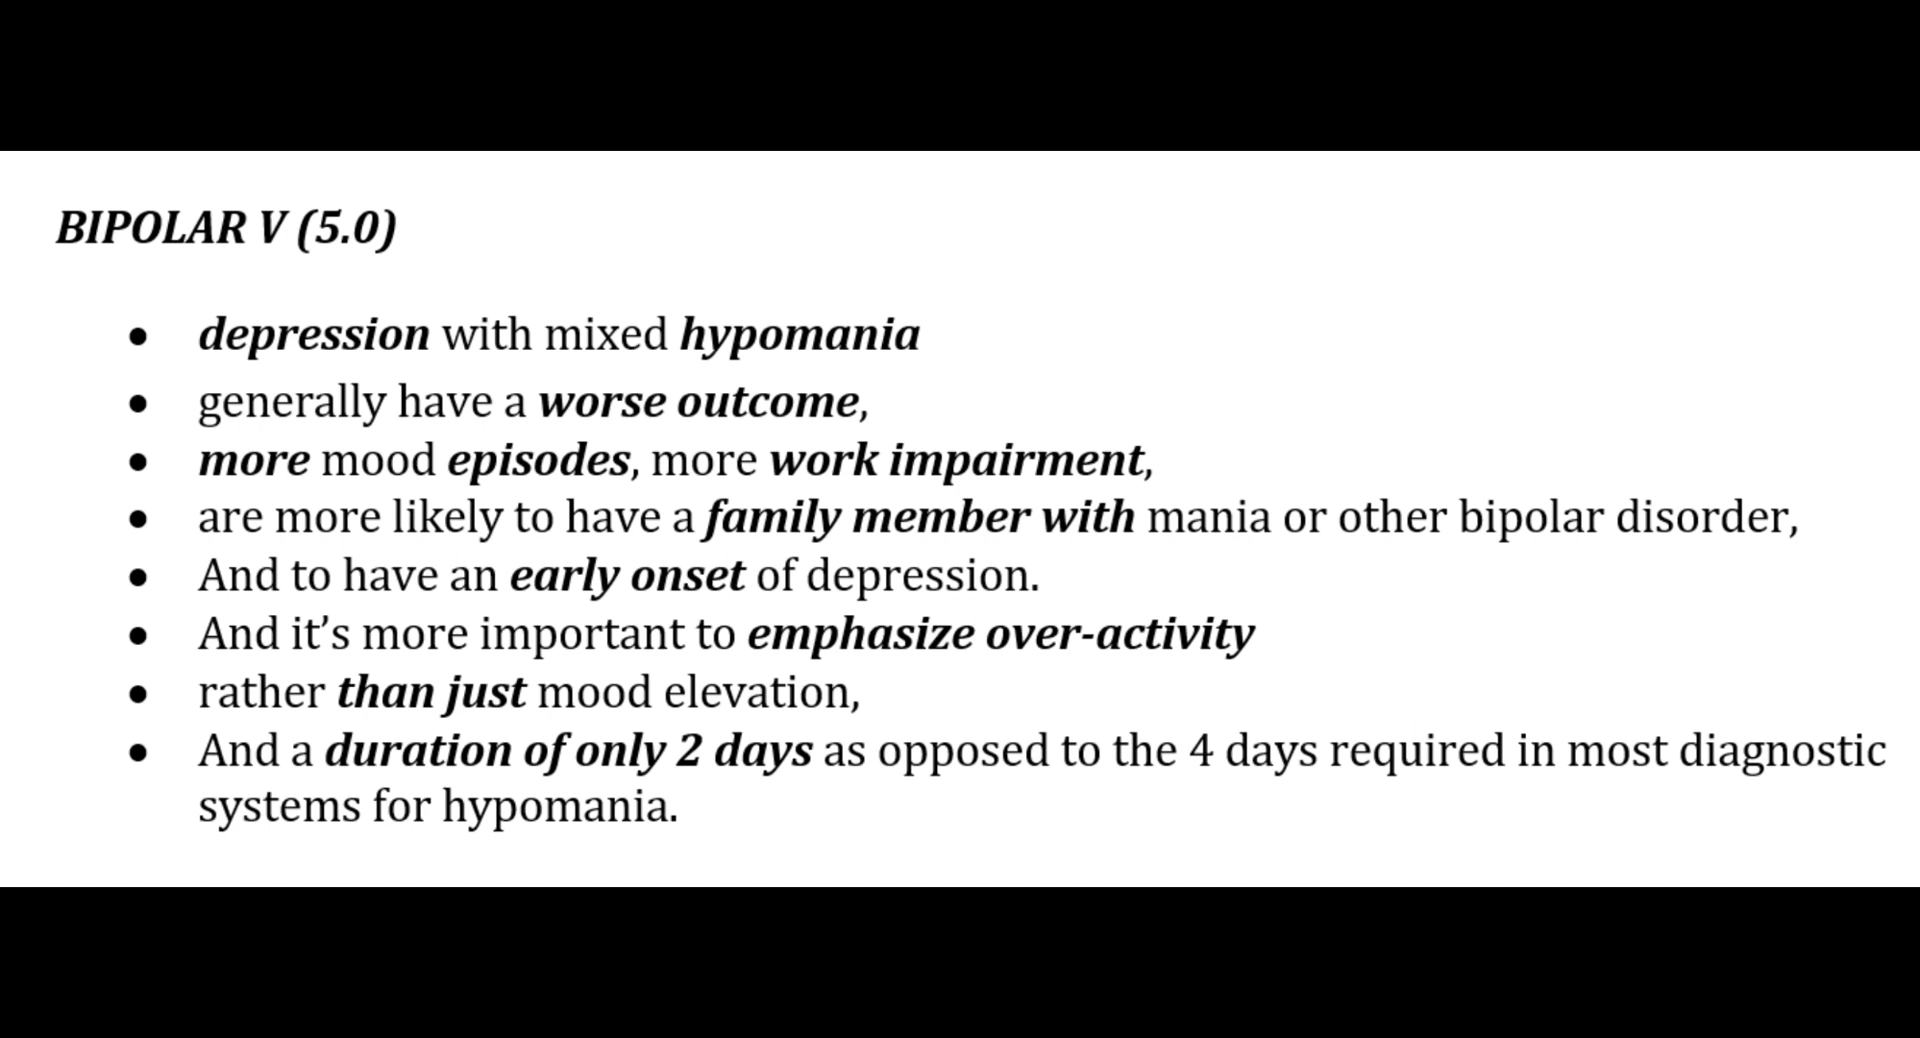 BIPOLAR V (5.0)
• depression with mixed hypomania
• generally have a worse outcome,
• more mood episodes, more work impairment,
• are more likely to have a family member with mania or other bipolar disorder,
• And to have an early onset of depression.
• And it’s more important to emphasize over-activity
• rather than just mood elevation,
• And a duration of only 2 days as opposed to the 4 days required in most diagnostic
systems for hypomania.